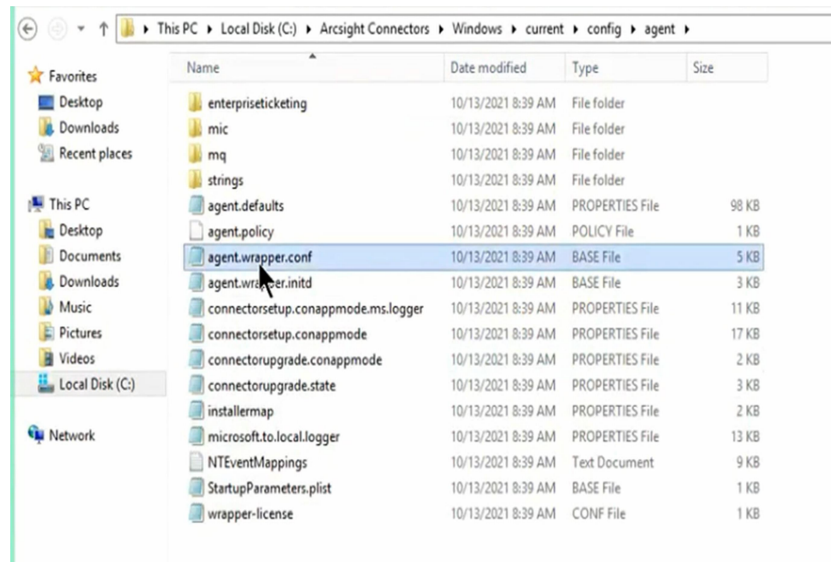 This PC Local Disk (C:) Arcsight Connectors Windows current config agent
Name Date modified Type Size
Favorites
Desktop
Downloads
Recent places
This PC
Desktop
Documents
Downloads
Music
Pictures
Videos
Local Disk (C:)
Network
enterpriseticketing 10/13/2021 8:39 AM File folder
mic 10/13/2021 8:39 AM File folder
mq 10/13/2021 8:39 AM File folder
strings 10/13/2021 8:39 AM File folder
agent.defaults 10/13/2021 8:39 AM PROPERTIES File 98 KB
agent.policy 10/13/2021 8:39 AM POLICY File 1 KB
agent.wrapper.conf 10/13/2021 8:39 AM BASE File 5 KB
agent.wrapper.initd 10/13/2021 8:39 AM BASE File 3 KB
connectorsetup.conappmode.ms.logger 10/13/2021 8:39 AM PROPERTIES File 11 KB
connectorsetup.conappmode 10/13/2021 8:39 AM PROPERTIES File 17 KB
connectorupgrade.conappmode 10/13/2021 8:39 AM PROPERTIES File 2 KB
connectorupgrade.state 10/13/2021 8:39 AM PROPERTIES File 3 KB
installermap 10/13/2021 8:39 AM PROPERTIES File 2 KB
microsoft.to.local.logger 10/13/2021 8:39 AM PROPERTIES File 13 KB
NTEventMappings 10/13/2021 8:39 AM Text Document 9 KB
StartupParameters.plist 10/13/2021 8:39 AM BASE File 1 KB
wrapper-license 10/13/2021 8:39 AM CONF File 1 KB